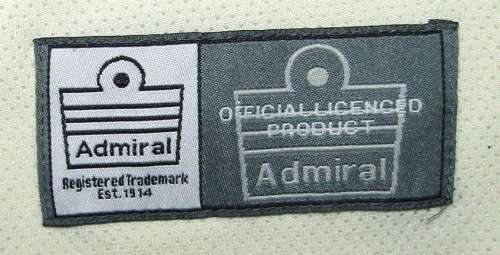 Admiral
Registered Trademark
Est. 1914
OFFICIAL LICENCED
PRODUCT
Admiral